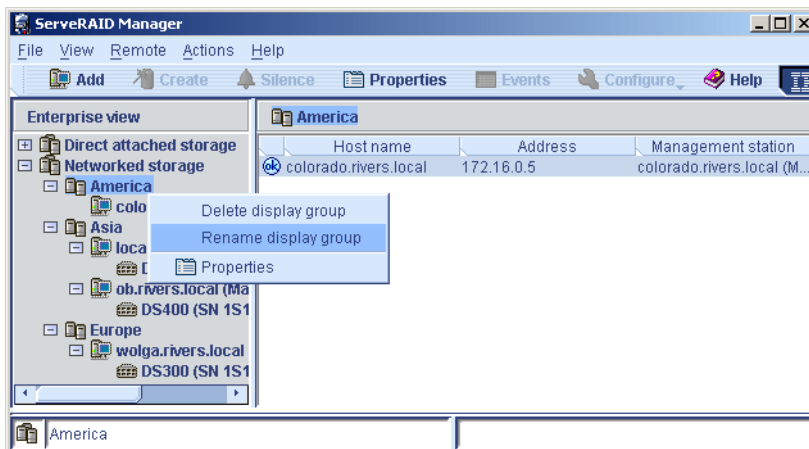 ServeRAID Manager
File View Remote Actions Help
Add Create Silence Properties Events Configure Help
Enterprise view
America
Direct attached storage
Networked storage
America
colo
Asia
loca
D
ob.rivers.local (Ma
DS400 (SN 1S1
Europe
wolga.rivers.local
DS300 (SN 1S1
Delete display group
Rename display group
Properties
Host name Address Management station
ok colorado.rivers.local 172.16.0.5 colorado.rivers.local (M...
America